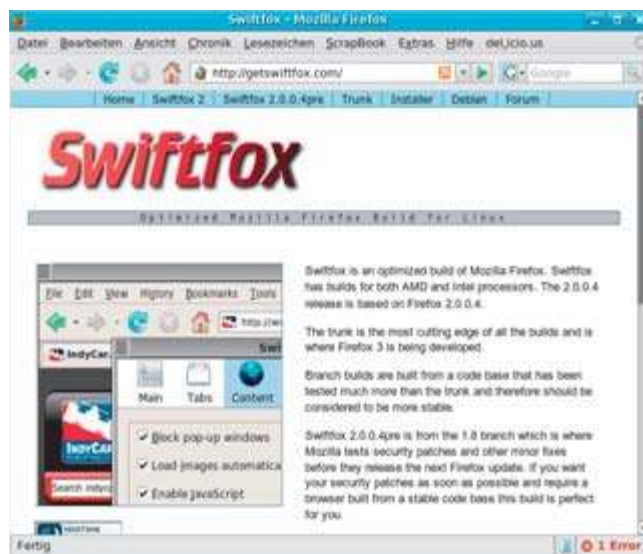 Swiftfox - Mozilla Firefox
Datei Bearbeiten Ansicht Chronik Lesezeichen ScrapBook Extras Hilfe del.icio.us
http://getswiftfox.com/ Google
Home Swiftfox 2 Swiftfox 2.0.0.4pre Trunk Installer Debian Forum
Swiftfox
Optimized Mozilla Firefox Build for Linux
File Edit View History Bookmarks Tools
IndyCar.
Main Tabs Content
INDYCAR
Search indyca
Block pop-up windows
Load images automatica
Enable JavaScript
Swiftfox is an optimized build of Mozilla Firefox. Swiftfox
has builds for both AMD and Intel processors. The 2.0.0.4
release is based on Firefox 2.0.0.4.
The trunk is the most cutting edge of all the builds and is
where Firefox 3 is being developed.
Branch builds are built from a code base that has been
tested much more than the trunk and therefore should be
considered to be more stable.
Swiftfox 2.0.0.4pre is from the 1.8 branch which is where
Mozilla tests security patches and other minor fixes
before they release the next Firefox update. If you want
your security patches as soon as possible and require a
browser built from a stable code base this build is perfect
for you.
Fertig
1 Error